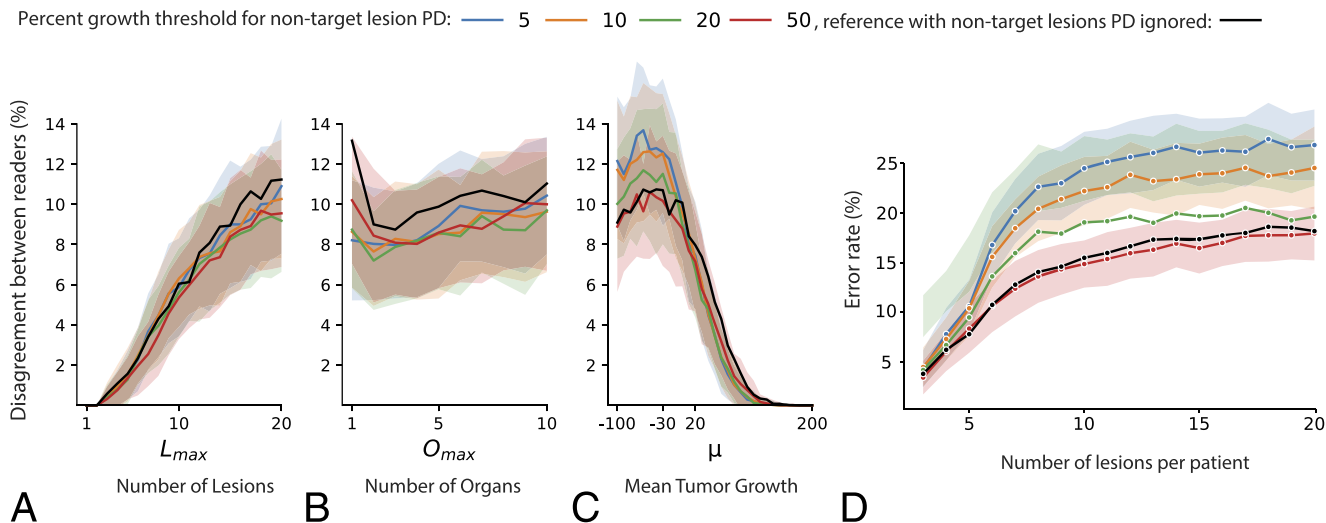 Percent growth threshold for non-target lesion PD: 5 10 20 50, reference with non-target lesions PD ignored:
Disagreement between readers (%)
14
12
10
8
6
4
2
1 10 20
Lmax
Number of Lesions
A
14
12
10
8
6
4
2
1 5 10
Omax
Number of Organs
B
14
12
10
8
6
4
2
-100 -30 20 200
μ
Mean Tumor Growth
C
Error rate (%)
25
20
15
10
5
5 10 15 20
Number of lesions per patient
D